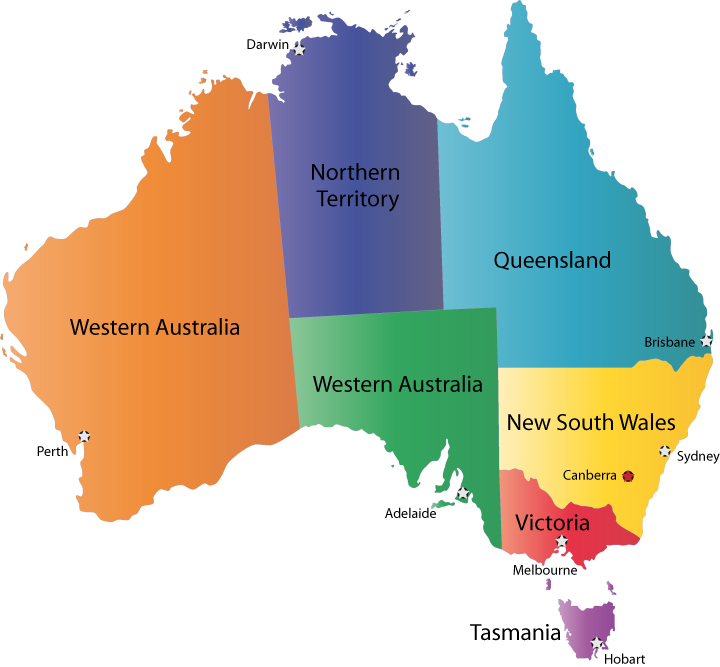 Darwin
Northern
Territory
Queensland
Western Australia
Brisbane
Western Australia
New South Wales
Perth
Sydney
Canberra
Adelaide
Victoria
Melbourne
Tasmania
Hobart